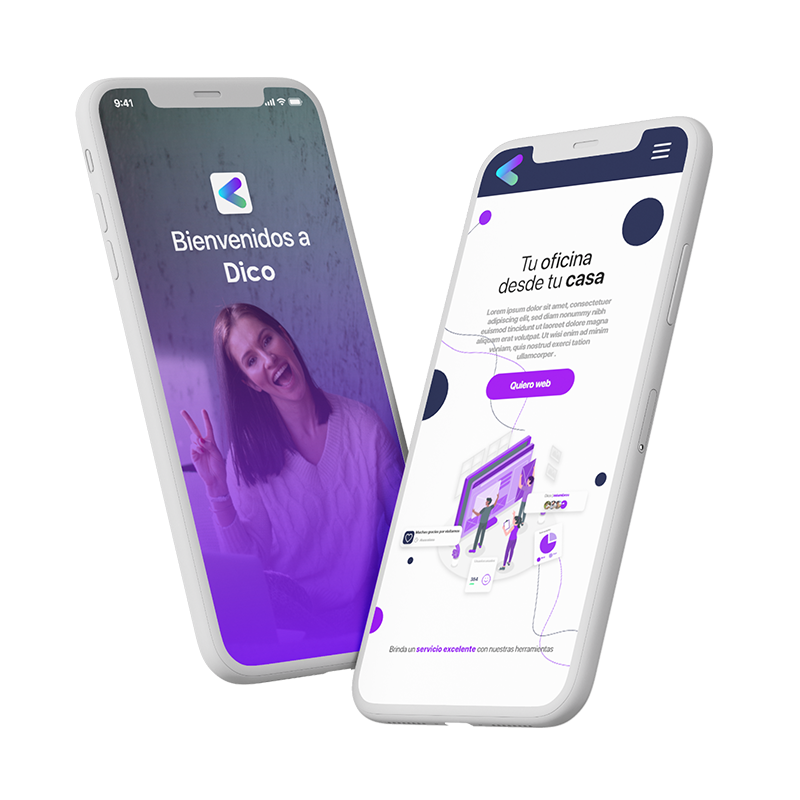 9:41
Bienvenidos a
Dico
Tu oficina
desde tu casa
Lorem ipsum dolor sit amet, consectetuer
adipiscing elit, sed diam nonummy nibh
euismod tincidunt ut laoreet dolore magna
aliquam erat volutpat. Ut wisi enim ad minim
veniam, quis nostrud exerci tation
ullamcorper .
Quiero web
Muchas gracias por visitarnos
394
Brinda un servicio excelente con nuestras herramientas